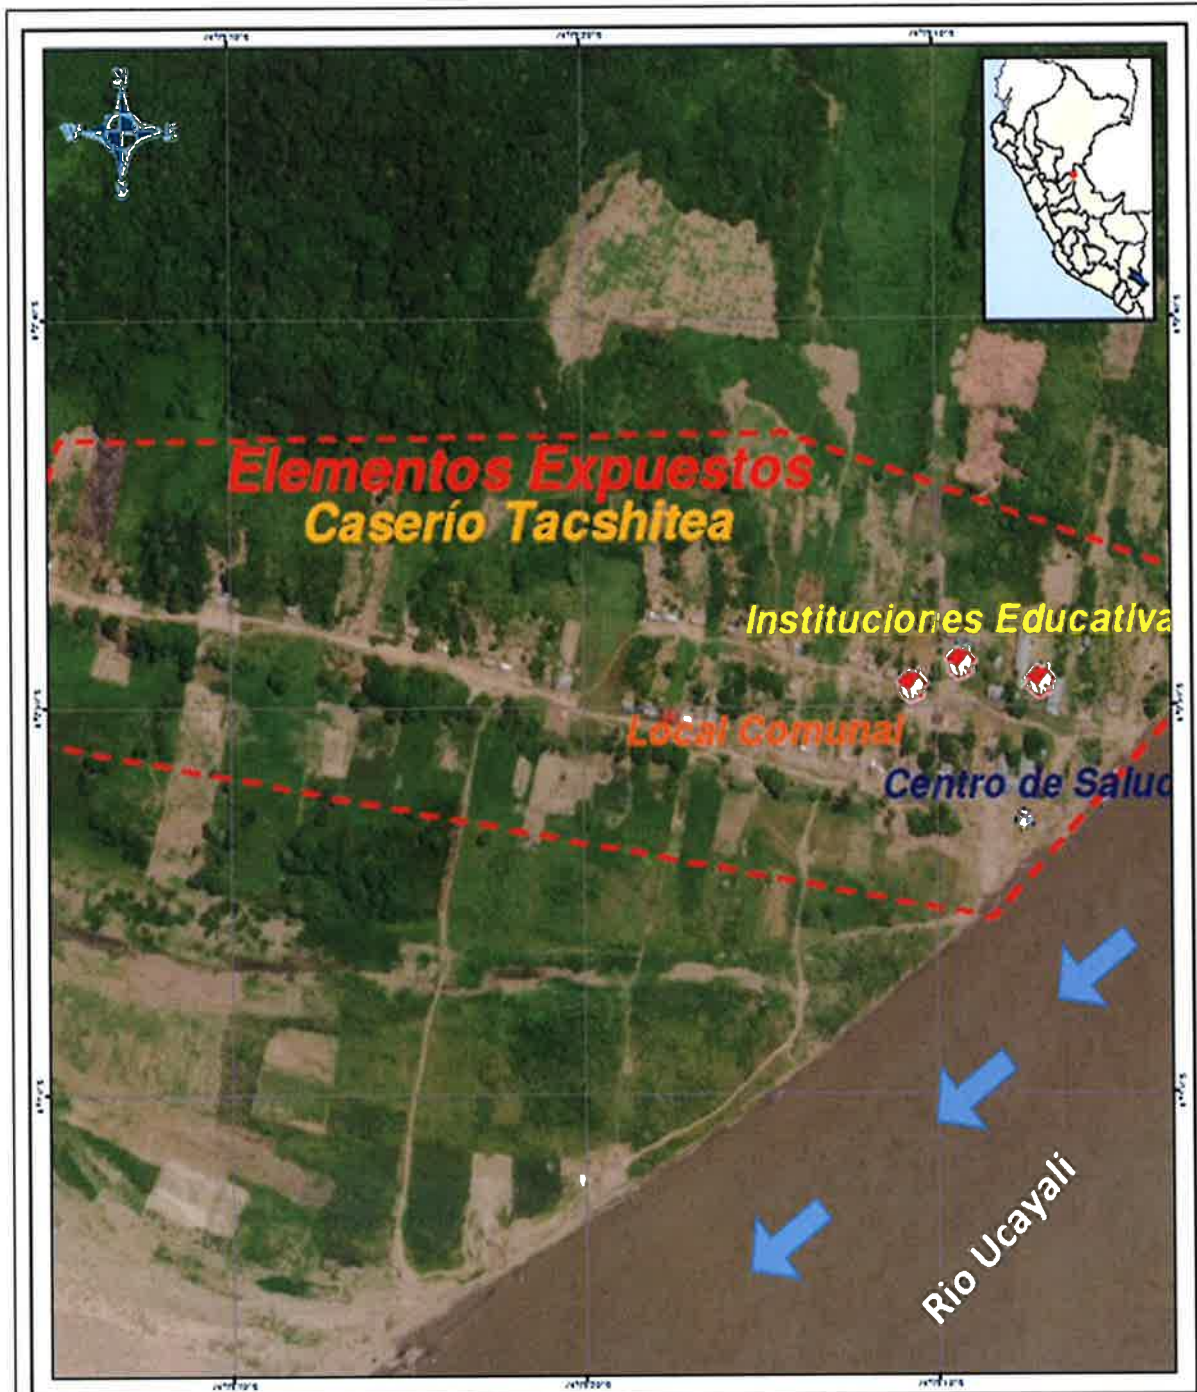 N
W
E
S
Elementos Expuestos
Caserío Tacshitea
Instituciones Educativa
Local Comunal
Centro de Saluc
Rio Ucayali